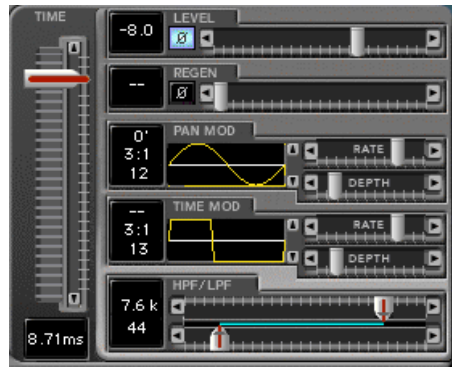 TIME
LEVEL
-8.0
Ø
REGEN
--
Ø
PAN MOD
0'
3:1
12
RATE
DEPTH
TIME MOD
--
3:1
13
RATE
DEPTH
HPF/LPF
7.6 k
44
8.71ms